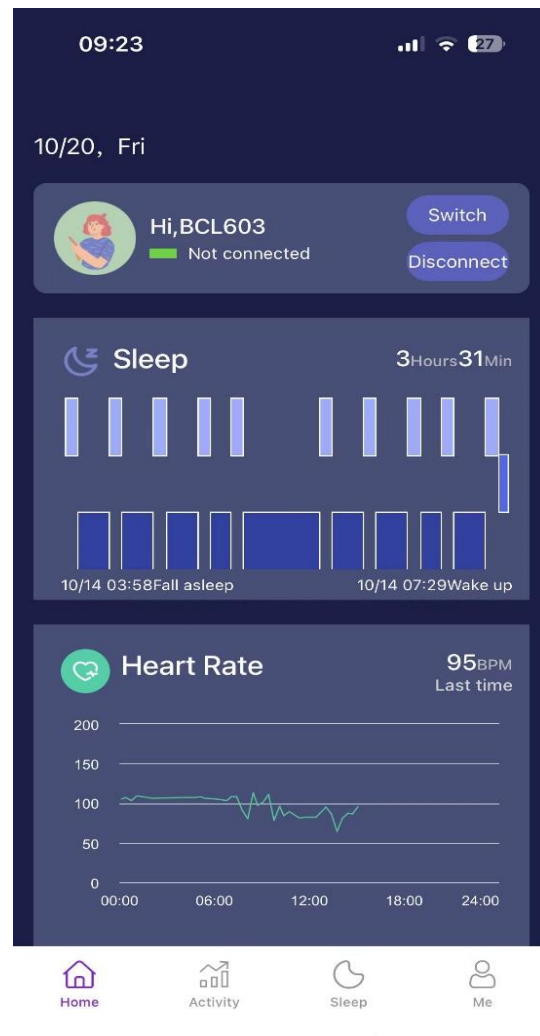 09:23
27
10/20, Fri
Hi,BCL603
Switch
Not connected
Disconnect
Sleep
3Hours31Min
10/14 03:58Fall asleep
10/14 07:29Wake up
Heart Rate
95BPM
Last time
200
150
100
50
0
00:00 06:00 12:00 18:00 24:00
Home Activity Sleep Me